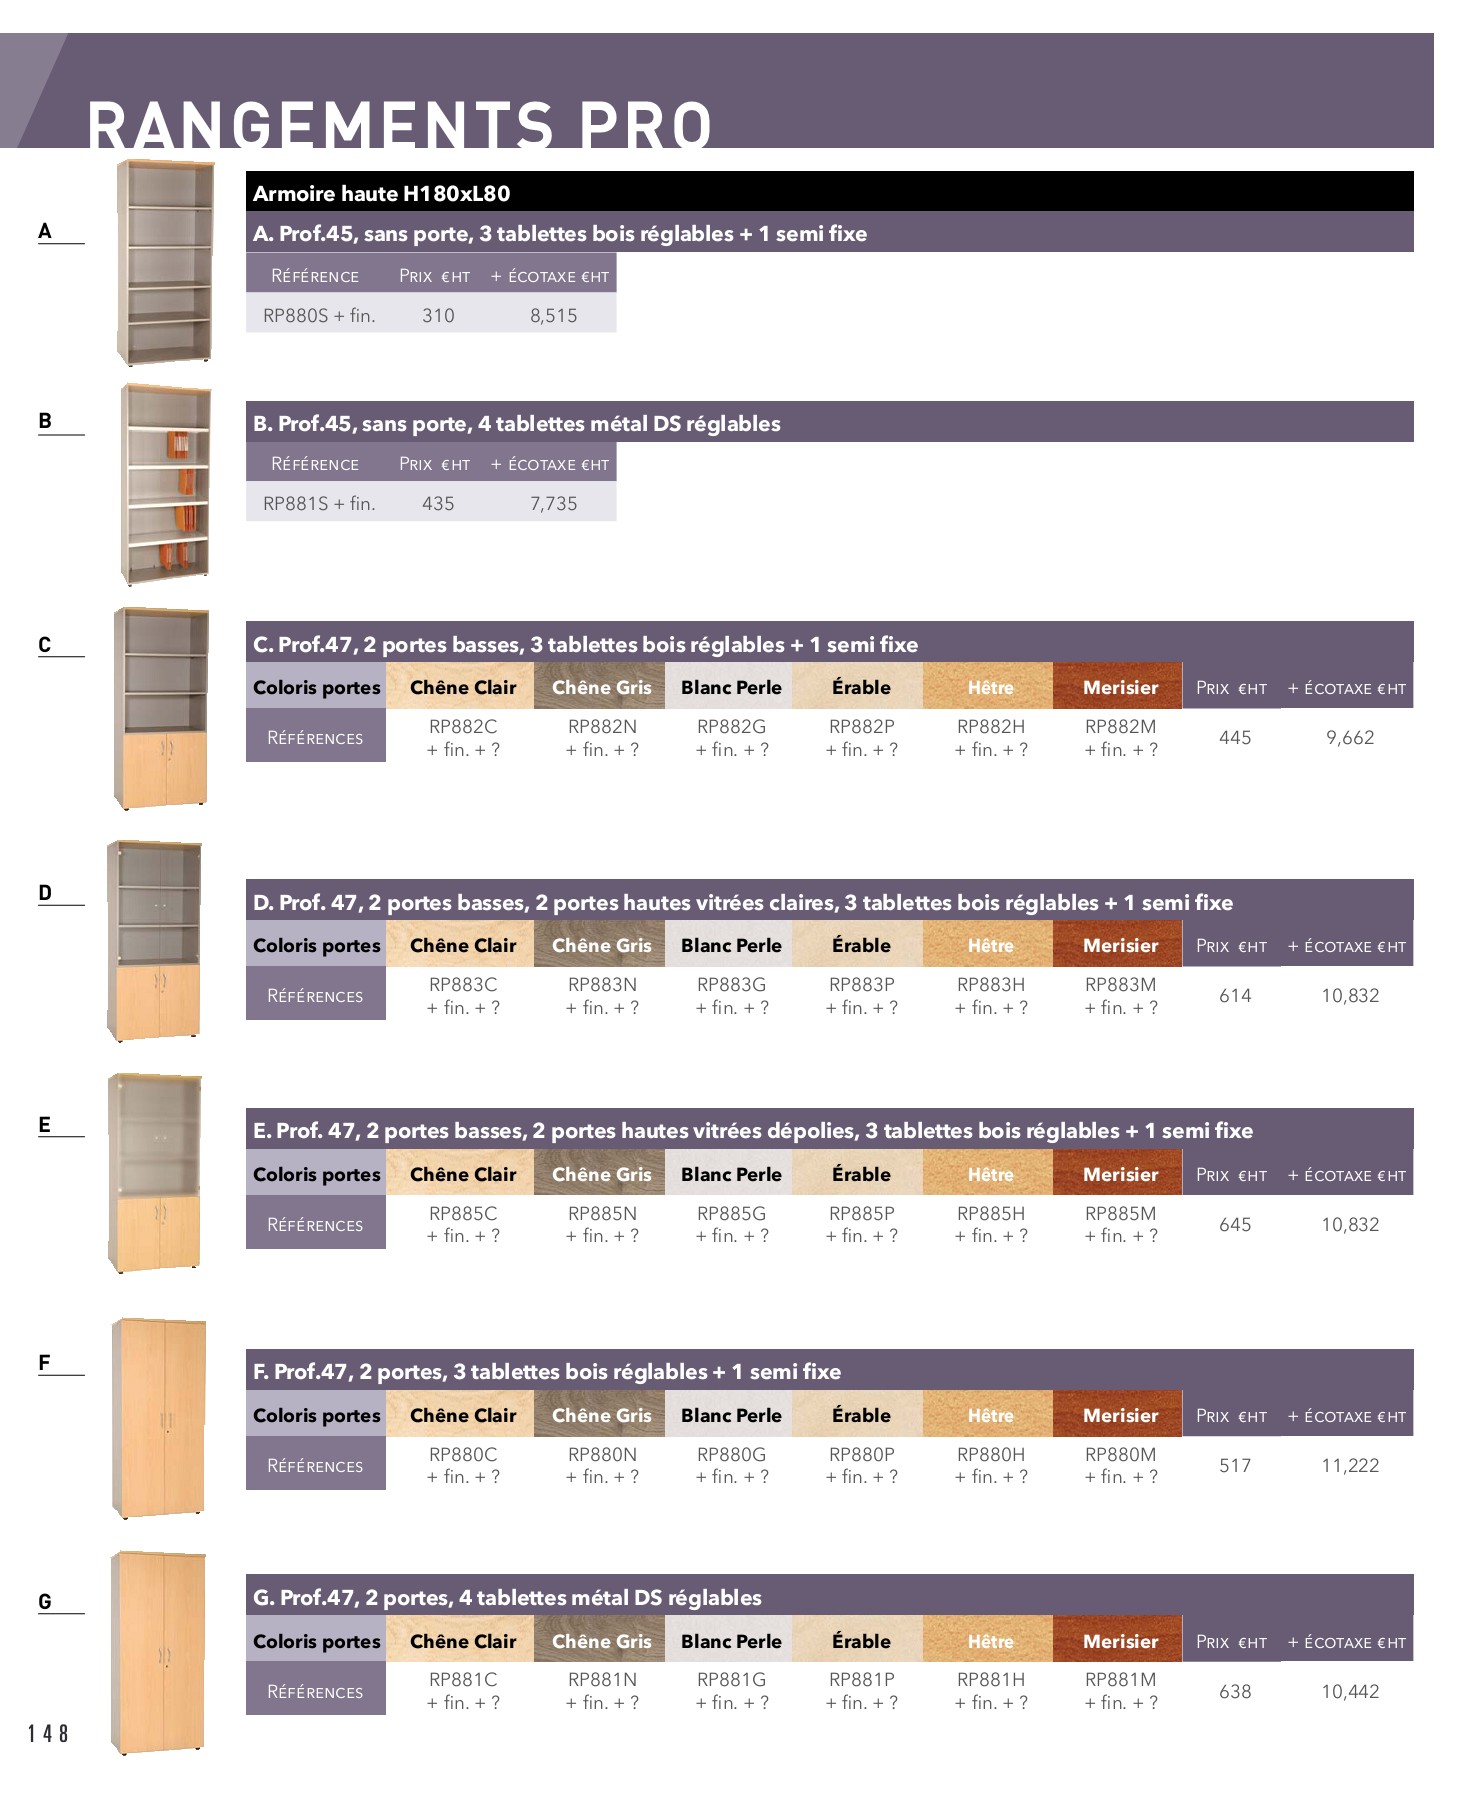 RANGEMENTS PRO
Armoire haute H180xL80
A
A. Prof.45, sans porte, 3 tablettes bois réglables + 1 semi fixe
Référence Prix €HT + écotaxe €HT
RP880S + fin. 310 8,515
B
B. Prof.45, sans porte, 4 tablettes métal DS réglables
Référence Prix €HT + écotaxe €HT
RP881S + fin. 435 7,735
C
C. Prof.47, 2 portes basses, 3 tablettes bois réglables + 1 semi fixe
Coloris portes Chêne Clair Chêne Gris Blanc Perle Érable Hêtre Merisier Prix €HT + écotaxe €HT
Références RP882C RP882N RP882G RP882P RP882H RP882M 445 9,662
+ fin. + ? + fin. + ? + fin. + ? + fin. + ? + fin. + ? + fin. + ?
D
D. Prof. 47, 2 portes basses, 2 portes hautes vitrées claires, 3 tablettes bois réglables + 1 semi fixe
Coloris portes Chêne Clair Chêne Gris Blanc Perle Érable Hêtre Merisier Prix €HT + écotaxe €HT
Références RP883C RP883N RP883G RP883P RP883H RP883M 614 10,832
+ fin. + ? + fin. + ? + fin. + ? + fin. + ? + fin. + ? + fin. + ?
E
E. Prof. 47, 2 portes basses, 2 portes hautes vitrées dépolies, 3 tablettes bois réglables + 1 semi fixe
Coloris portes Chêne Clair Chêne Gris Blanc Perle Érable Hêtre Merisier Prix €HT + écotaxe €HT
Références RP885C RP885N RP885G RP885P RP885H RP885M 645 10,832
+ fin. + ? + fin. + ? + fin. + ? + fin. + ? + fin. + ? + fin. + ?
F
F. Prof.47, 2 portes, 3 tablettes bois réglables + 1 semi fixe
Coloris portes Chêne Clair Chêne Gris Blanc Perle Érable Hêtre Merisier Prix €HT + écotaxe €HT
Références RP880C RP880N RP880G RP880P RP880H RP880M 517 11,222
+ fin. + ? + fin. + ? + fin. + ? + fin. + ? + fin. + ? + fin. + ?
G
G. Prof.47, 2 portes, 4 tablettes métal DS réglables
Coloris portes Chêne Clair Chêne Gris Blanc Perle Érable Hêtre Merisier Prix €HT + écotaxe €HT
Références RP881C RP881N RP881G RP881P RP881H RP881M 638 10,442
+ fin. + ? + fin. + ? + fin. + ? + fin. + ? + fin. + ? + fin. + ?
148